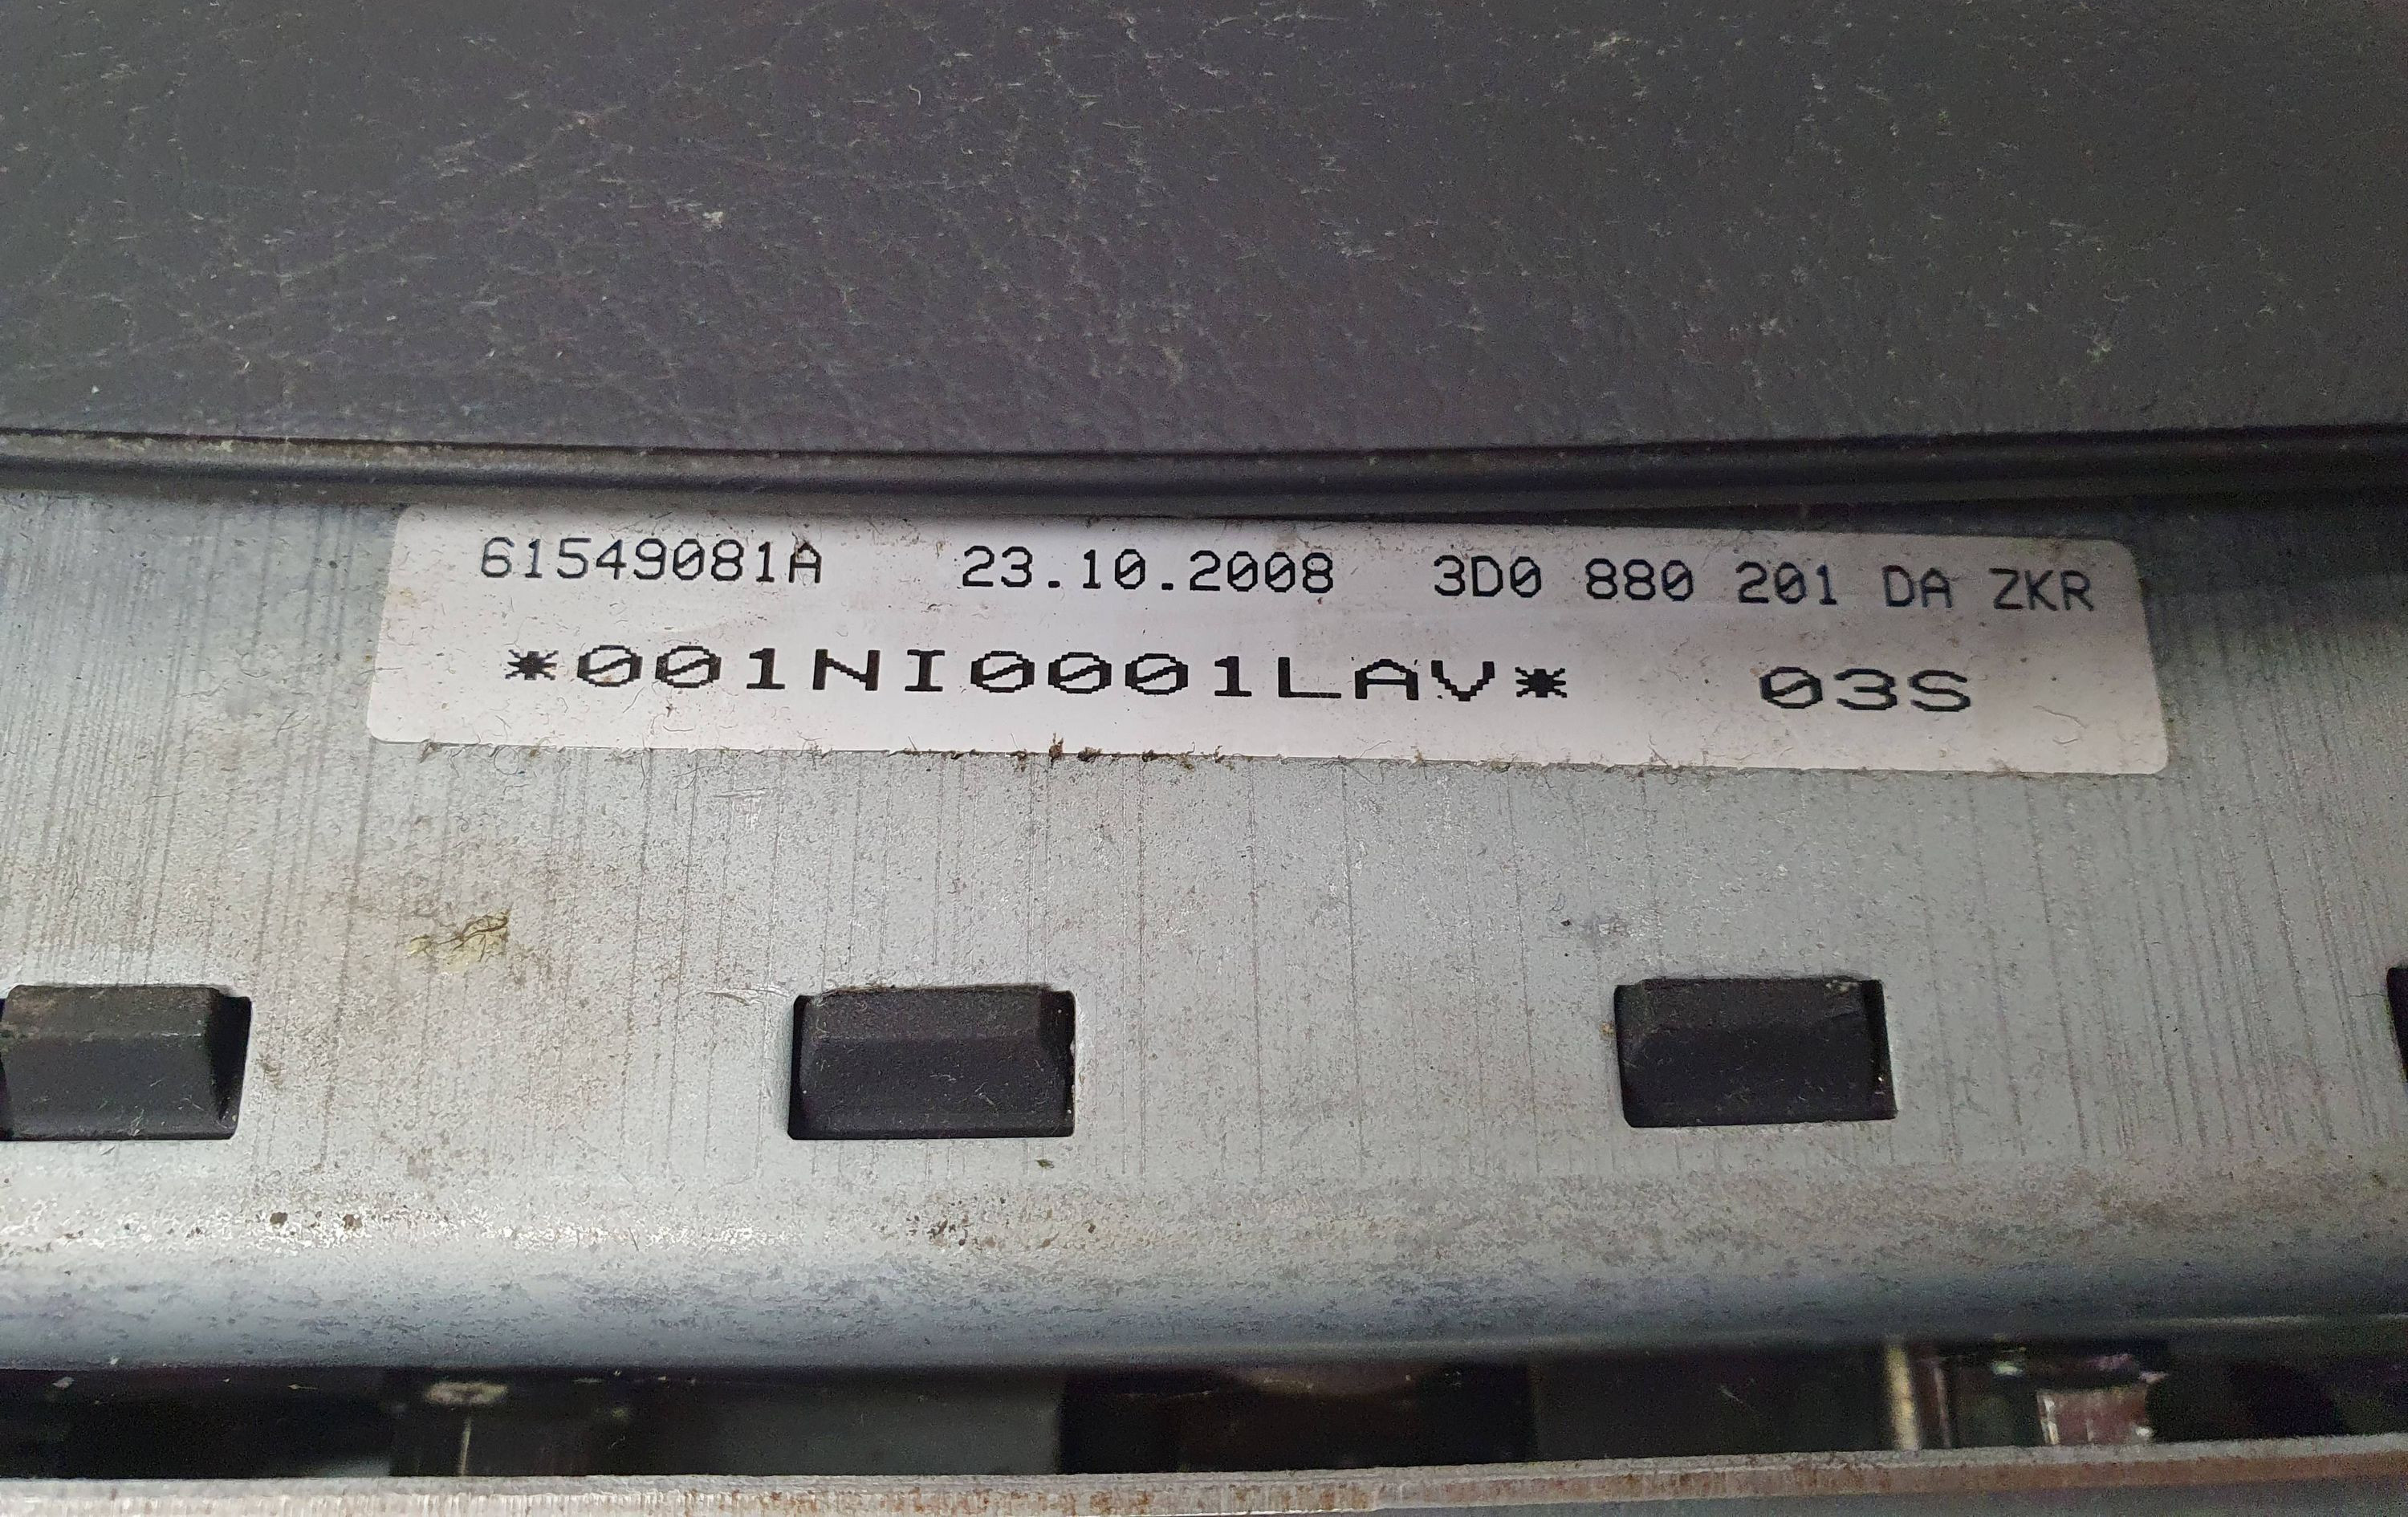 61549081A 23.10.2008 3D0 880 201 DA ZKR
*001NI0001LAV* 03S